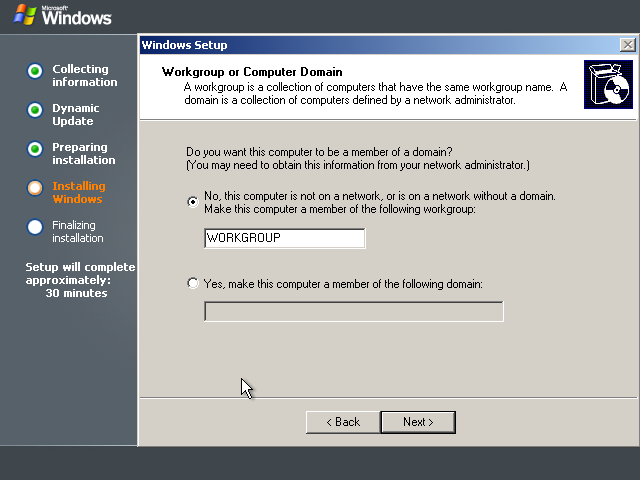 Microsoft
Windows
Collecting
information
Dynamic
Update
Preparing
installation
Installing
Windows
Finalizing
installation
Setup will complete
approximately:
30 minutes
Windows Setup
Workgroup or Computer Domain
A workgroup is a collection of computers that have the same workgroup name. A
domain is a collection of computers defined by a network administrator.
Do you want this computer to be a member of a domain?
(You may need to obtain this information from your network administrator.)
No, this computer is not on a network, or is on a network without a domain.
Make this computer a member of the following workgroup:
WORKGROUP
Yes, make this computer a member of the following domain:
< Back
Next >